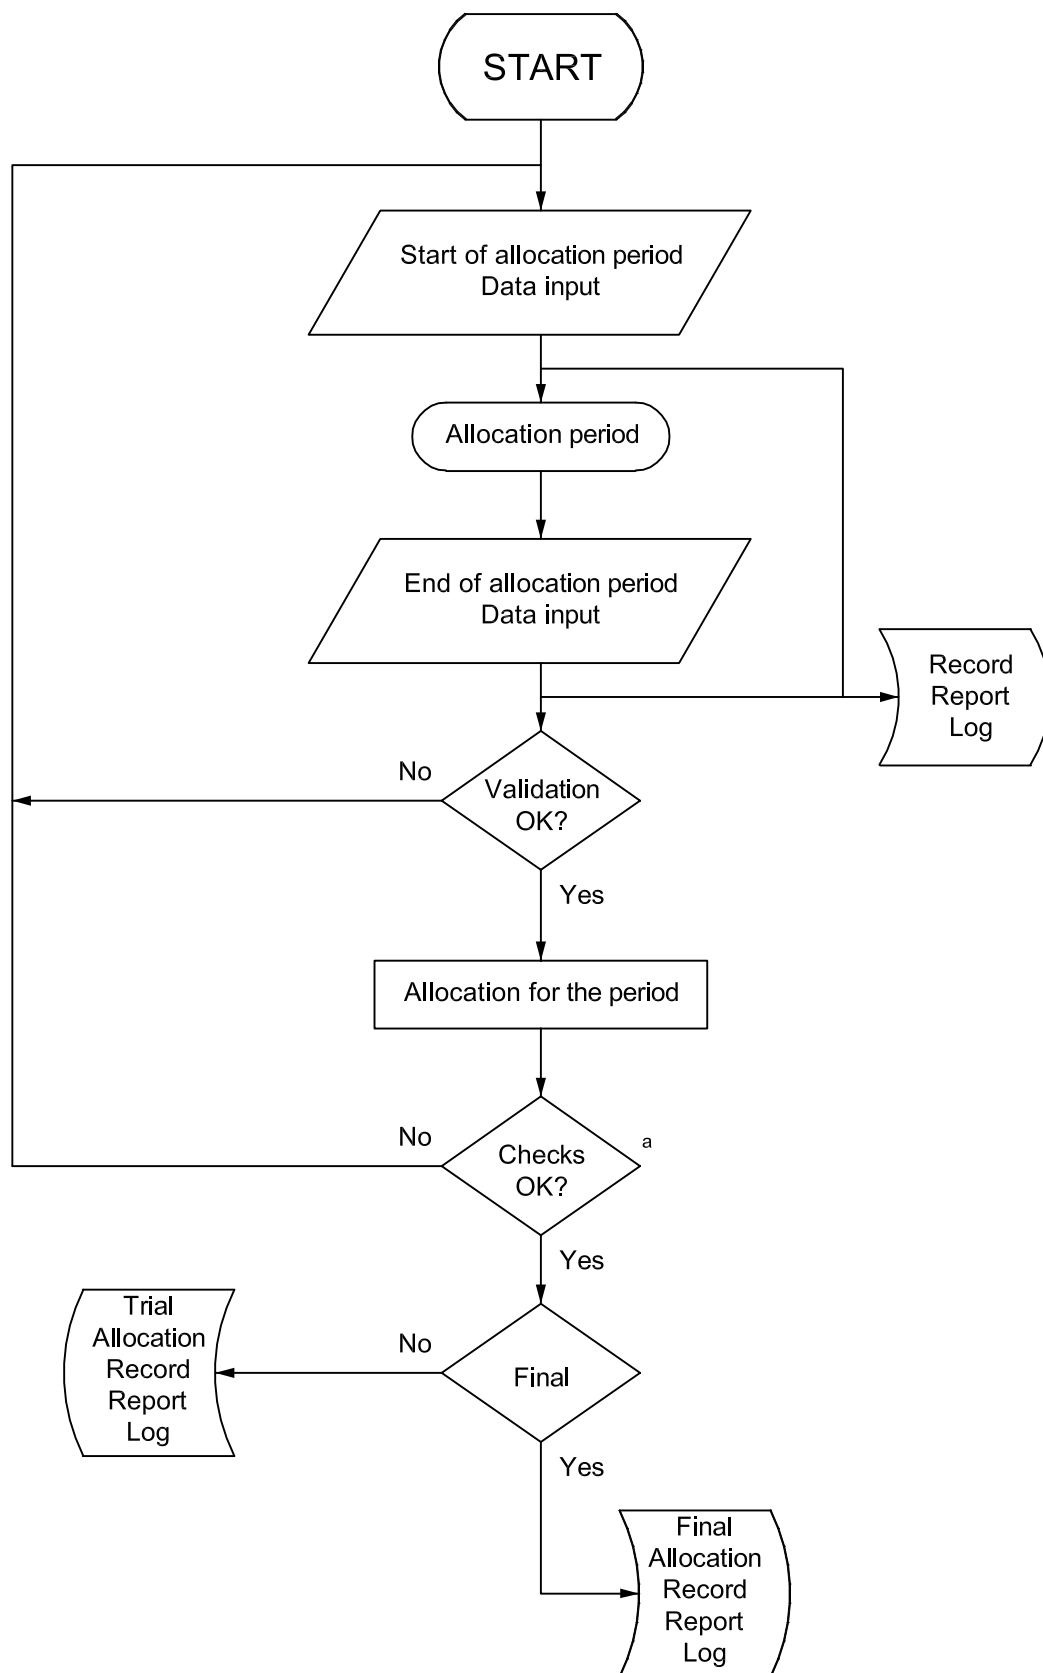 START
Start of allocation period
Data input
Allocation period
End of allocation period
Data input
Record
Report
Log
No
Validation
OK?
Yes
Allocation for the period
No
Checks
OK?
a
Yes
Trial
Allocation
Record
Report
Log
No
Final
Yes
Final
Allocation
Record
Report
Log